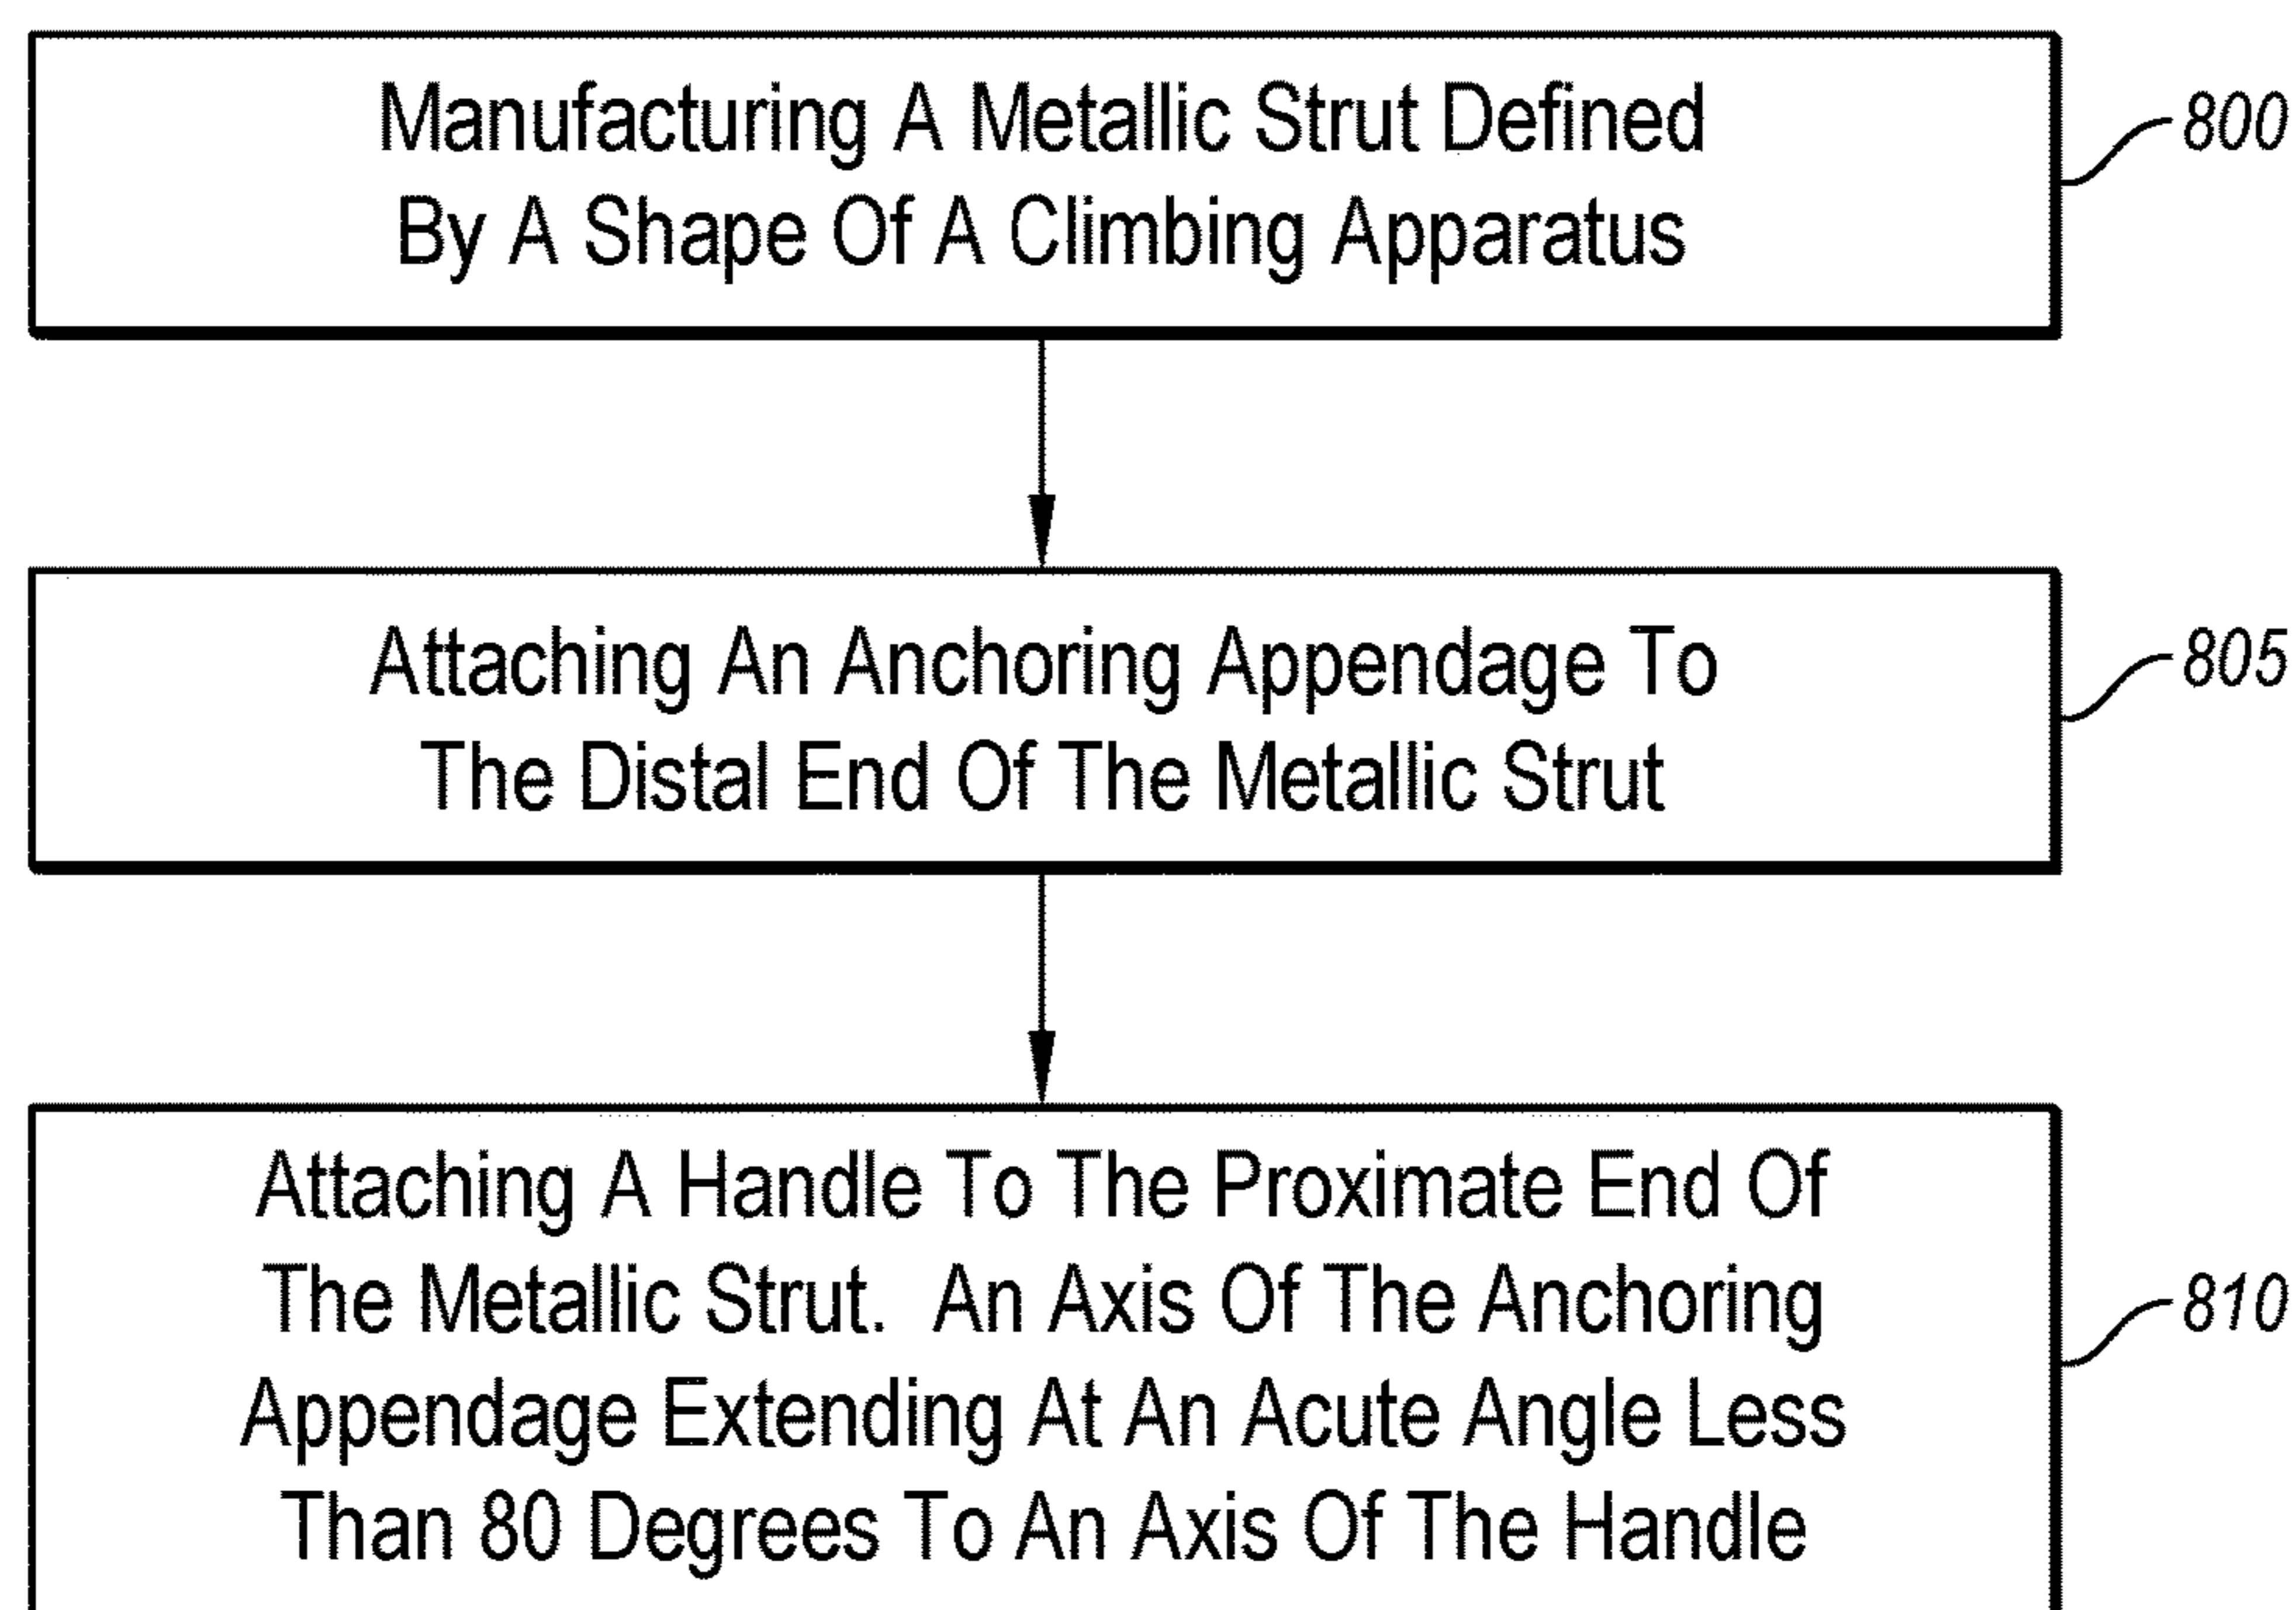 Manufacturing A Metallic Strut Defined
By A Shape Of A Climbing Apparatus
800
Attaching An Anchoring Appendage To
The Distal End Of The Metallic Strut
805
Attaching A Handle To The Proximate End Of
The Metallic Strut. An Axis Of The Anchoring
Appendage Extending At An Acute Angle Less
Than 80 Degrees To An Axis Of The Handle
810